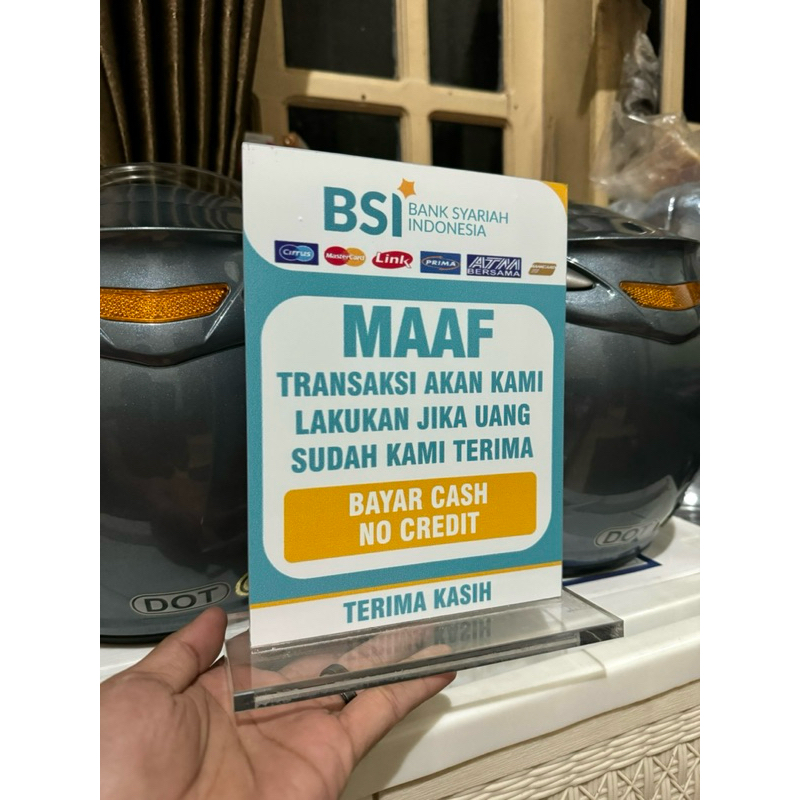 BSI BANK SYARIAH
INDONESIA
Cirrus MasterCard Link PRIMA ATM
BERSAMA
MAAF
TRANSAKSI AKAN KAMI
LAKUKAN JIKA UANG
SUDAH KAMI TERIMA
BAYAR CASH
NO CREDIT
TERIMA KASIH
DOT
DOT